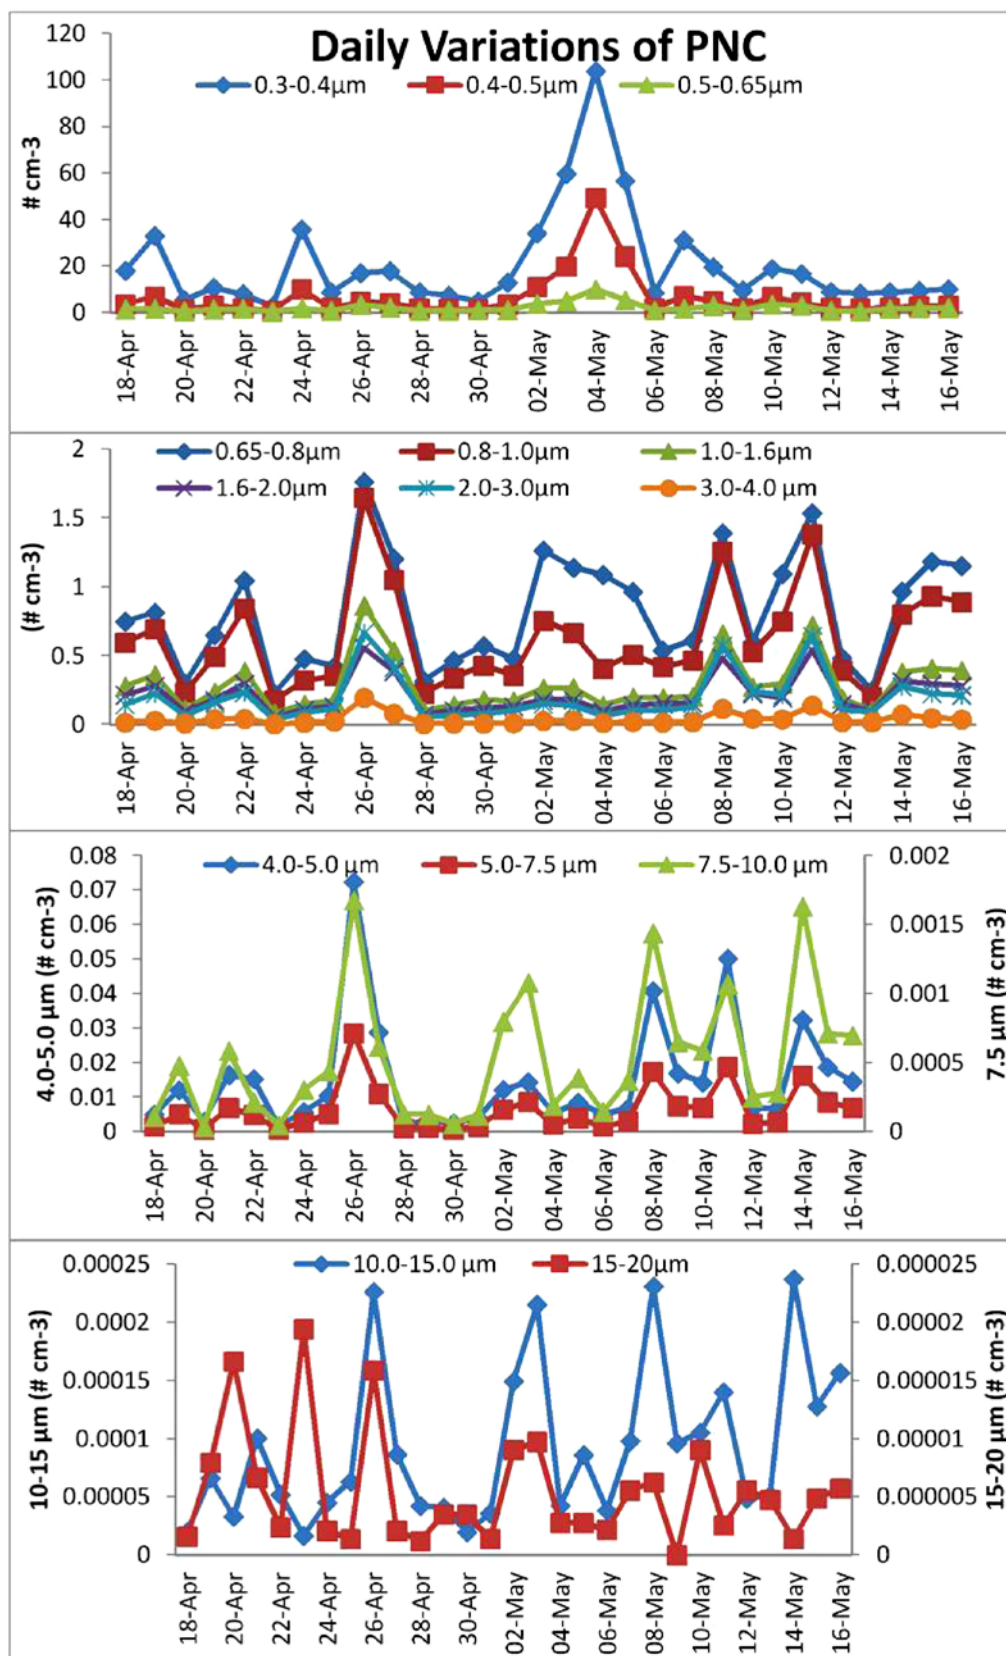 Daily Variations of PNC
0.3-0.4µm 0.4-0.5µm 0.5-0.65µm
# cm-3
120
100
80
60
40
20
0
18-Apr 20-Apr 22-Apr 24-Apr 26-Apr 28-Apr 30-Apr 02-May 04-May 06-May 08-May 10-May 12-May 14-May 16-May
0.65-0.8µm 0.8-1.0µm 1.0-1.6µm
1.6-2.0µm 2.0-3.0µm 3.0-4.0 µm
(# cm-3)
2
1.5
1
0.5
0
18-Apr 20-Apr 22-Apr 24-Apr 26-Apr 28-Apr 30-Apr 02-May 04-May 06-May 08-May 10-May 12-May 14-May 16-May
4.0-5.0 µm 5.0-7.5 µm 7.5-10.0 µm
4.0-5.0 µm (# cm-3)
0.08
0.07
0.06
0.05
0.04
0.03
0.02
0.01
0
0.002
0.0015
0.001
0.0005
0
7.5 µm (# cm-3)
18-Apr 20-Apr 22-Apr 24-Apr 26-Apr 28-Apr 30-Apr 02-May 04-May 06-May 08-May 10-May 12-May 14-May 16-May
10.0-15.0 µm 15-20µm
10-15 µm (# cm-3)
0.00025
0.0002
0.00015
0.0001
0.00005
0
0.000025
0.00002
0.000015
0.00001
0.000005
0
15-20 µm (# cm-3)
18-Apr 20-Apr 22-Apr 24-Apr 26-Apr 28-Apr 30-Apr 02-May 04-May 06-May 08-May 10-May 12-May 14-May 16-May